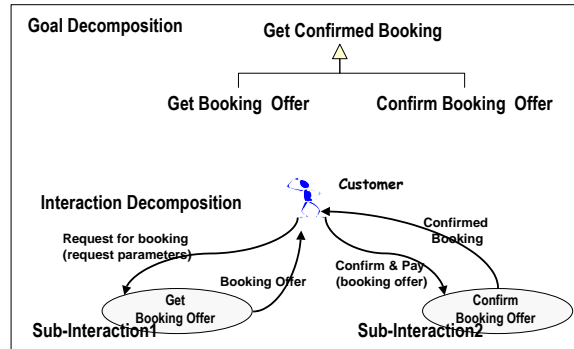 Goal Decomposition
Get Confirmed Booking
Get Booking Offer
Confirm Booking Offer
Customer
Interaction Decomposition
Confirmed
Booking
Request for booking
(request parameters)
Booking Offer
Confirm & Pay
(booking offer)
Get
Booking Offer
Confirm
Booking Offer
Sub-Interaction1
Sub-Interaction2